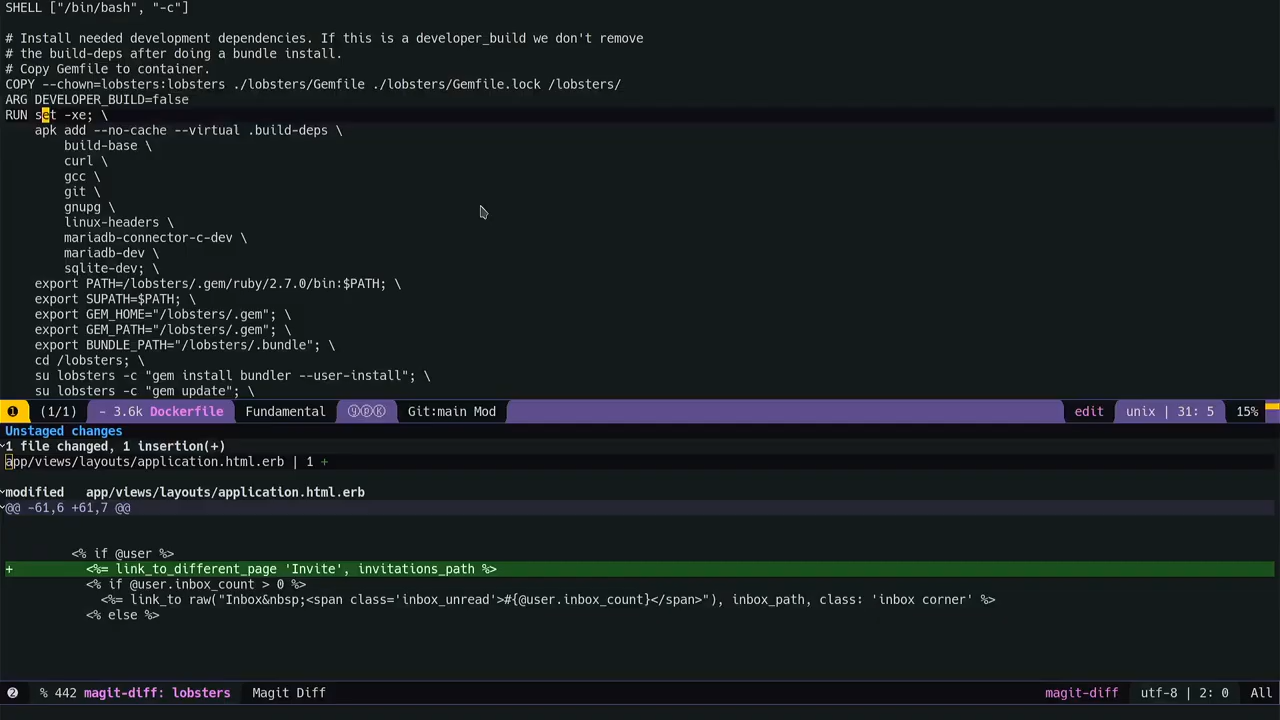 SHELL ["/bin/bash", "-c"]
# Install needed development dependencies. If this is a developer_build we don't remove
# the build-deps after doing a bundle install.
# Copy Gemfile to container.
COPY --chown=lobsters:lobsters ./lobsters/Gemfile ./lobsters/Gemfile.lock /lobsters/
ARG DEVELOPER_BUILD=false
RUN set -xe; \
    apk add --no-cache --virtual .build-deps \
        build-base \
        curl \
        gcc \
        git \
        gnupg \
        linux-headers \
        mariadb-connector-c-dev \
        mariadb-dev \
        sqlite-dev; \
    export PATH=/lobsters/.gem/ruby/2.7.0/bin:$PATH; \
    export SUPATH=$PATH; \
    export GEM_HOME="/lobsters/.gem"; \
    export GEM_PATH="/lobsters/.gem"; \
    export BUNDLE_PATH="/lobsters/.bundle"; \
    cd /lobsters; \
    su lobsters -c "gem install bundler --user-install"; \
    su lobsters -c "gem update"; \
❶ (1/1) - 3.6k Dockerfile Fundamental ⓨⓟⓀ Git:main Mod edit unix | 31: 5 15%
Unstaged changes
1 file changed, 1 insertion(+)
app/views/layouts/application.html.erb | 1 +
modified   app/views/layouts/application.html.erb
@@ -61,6 +61,7 @@
         <% if @user %>
+          <%= link_to_different_page 'Invite', invitations_path %>
           <% if @user.inbox_count > 0 %>
             <%= link_to raw("Inbox&nbsp;<span class='inbox_unread'>#{@user.inbox_count}</span>"), inbox_path, class: 'inbox corner' %>
           <% else %>
❷ % 442 magit-diff: lobsters Magit Diff magit-diff utf-8 | 2: 0 All